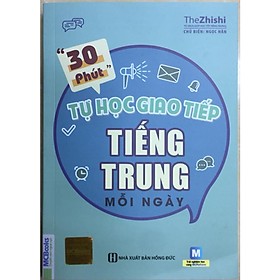 TheZhishi
CHỦ BIÊN: NGỌC HÂN
"30
Phút"
TỰ HỌC GIAO TIẾP
TIẾNG
TRUNG
MỖI NGÀY
NHÀ XUẤT BẢN HỒNG ĐỨC
MCBooks